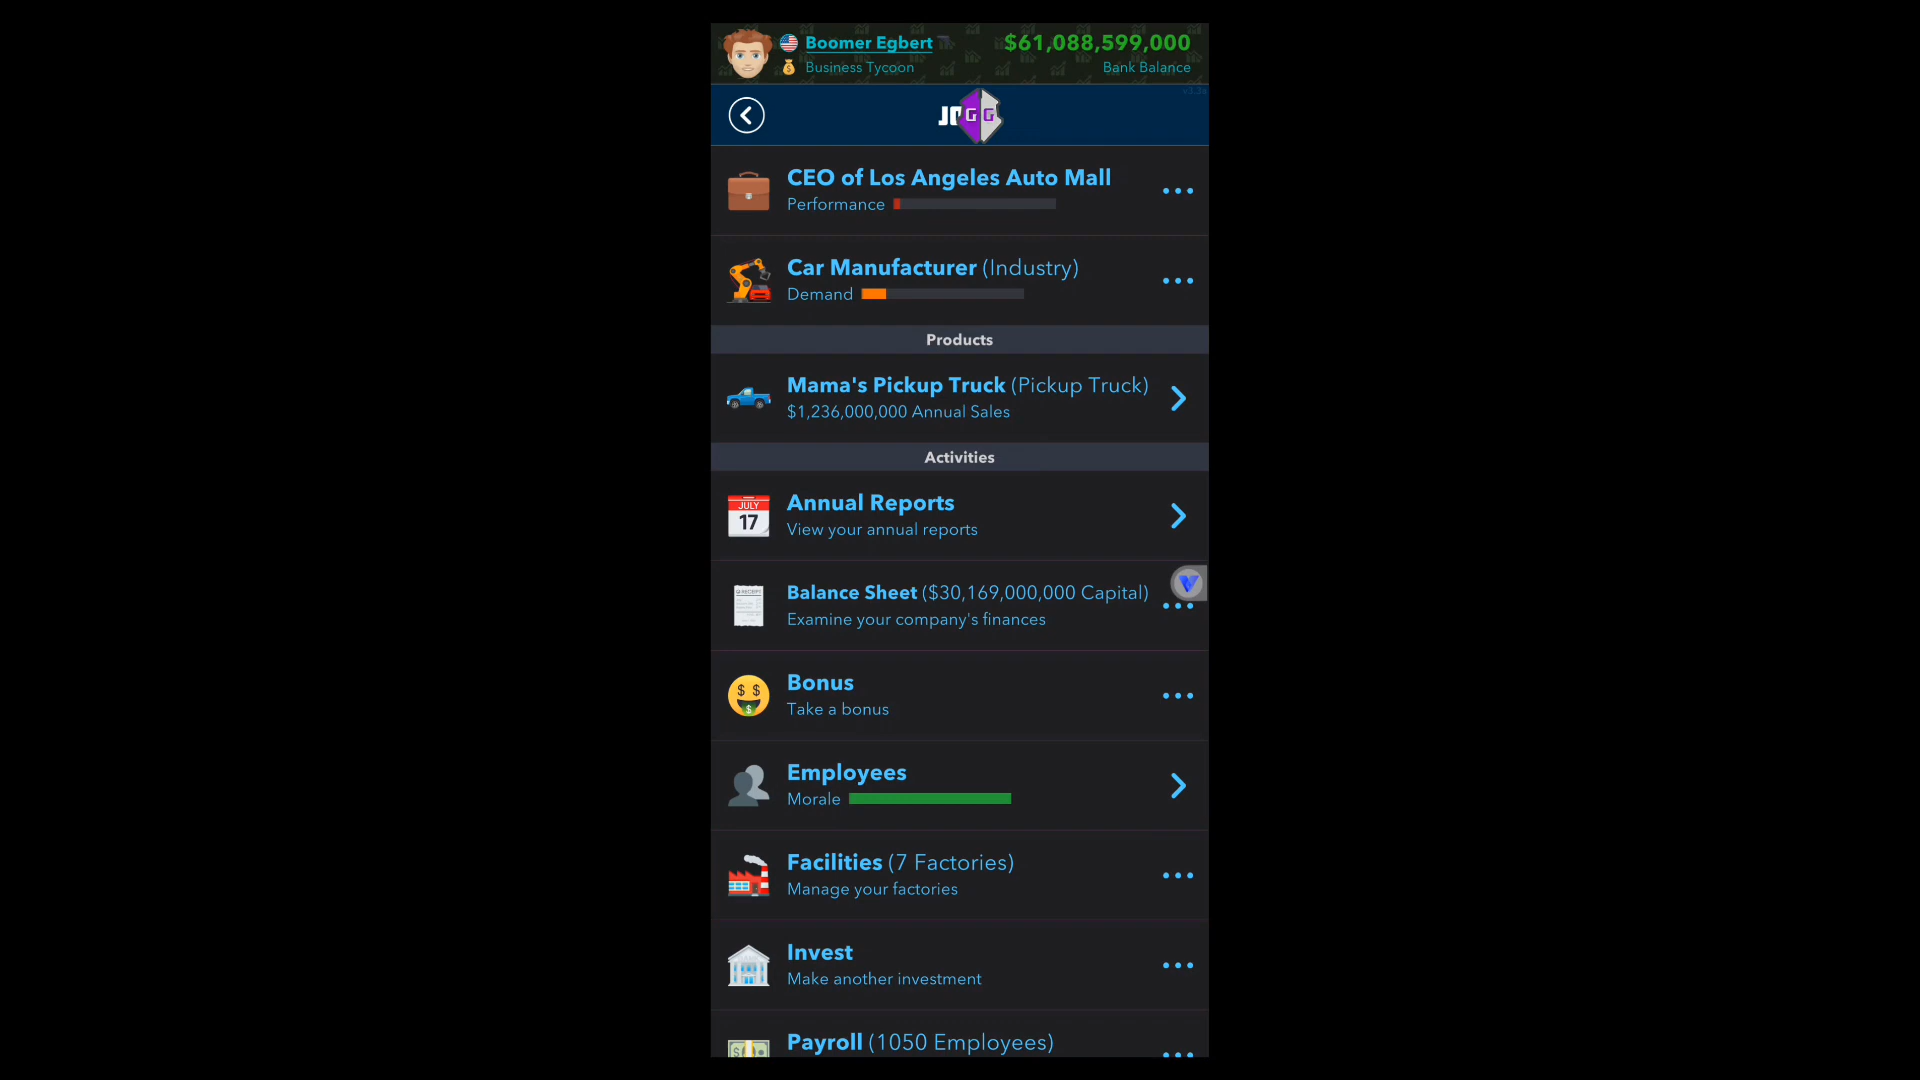 Boomer Egbert
$61,088,599,000
Business Tycoon
Bank Balance
v3.3a
G G
CEO of Los Angeles Auto Mall
Performance
Car Manufacturer (Industry)
Demand
Products
Mama's Pickup Truck (Pickup Truck)
$1,236,000,000 Annual Sales
Activities
JULY
17
Annual Reports
View your annual reports
RECEIPT
Balance Sheet ($30,169,000,000 Capital)
Examine your company's finances
Bonus
Take a bonus
Employees
Morale
Facilities (7 Factories)
Manage your factories
Invest
Make another investment
Payroll (1050 Employees)